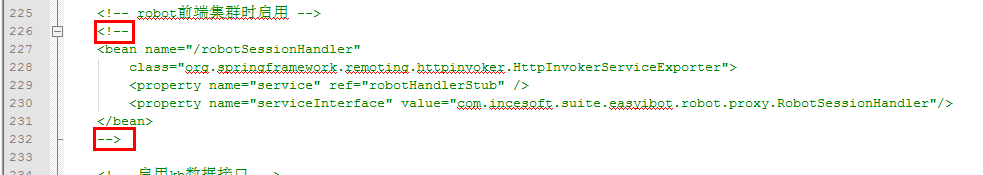 225 <!-- robot前端集群时启用 -->
226 <!--
227 <bean name="/robotSessionHandler"
228 class="org.springframework.remoting.httpinvoker.HttpInvokerServiceExporter">
229 <property name="service" ref="robotHandlerStub" />
230 <property name="serviceInterface" value="com.incesoft.suite.easyibot.robot.proxy.RobotSessionHandler"/>
231 </bean>
232 -->
233
234 <!-- 启用kb数据接口 -->